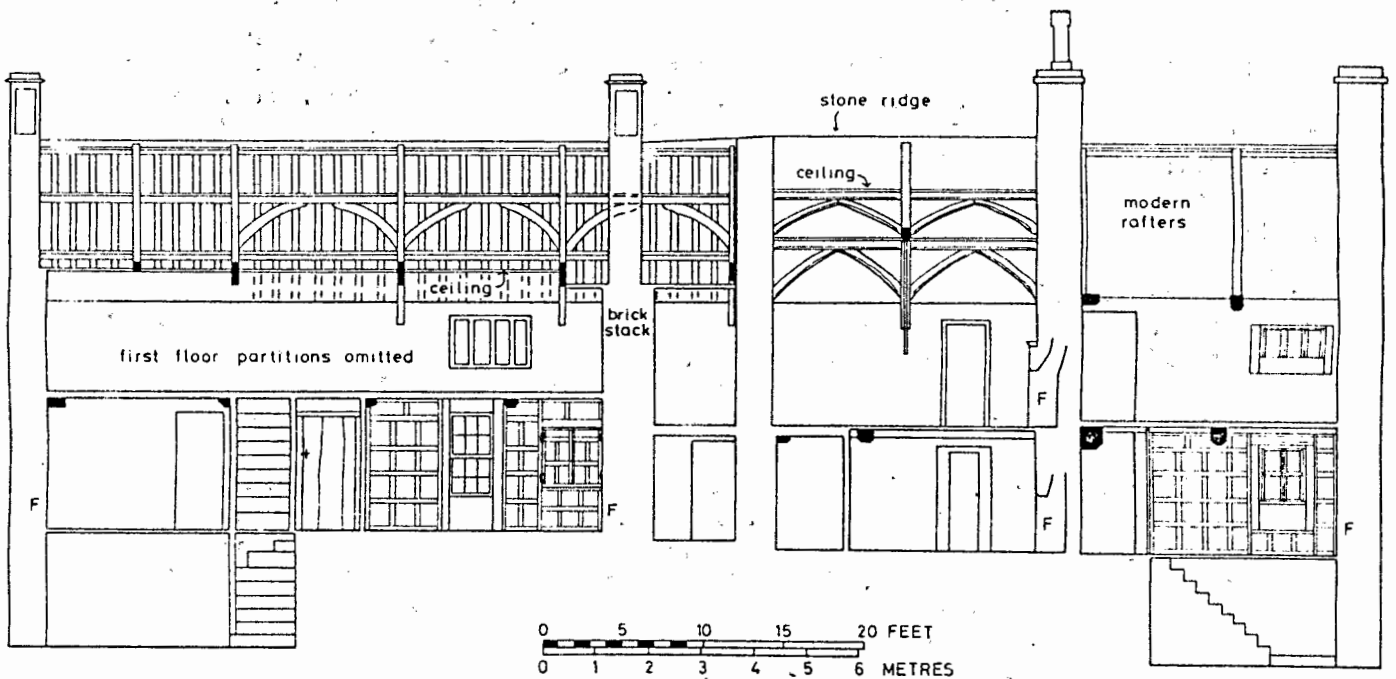 stone ridge
ceiling
modern
rafters
ceiling
brick
stack
first floor partitions omitted
F
F
F
F
F
0 5 10 15 20 FEET
0 1 2 3 4 5 6 METRES